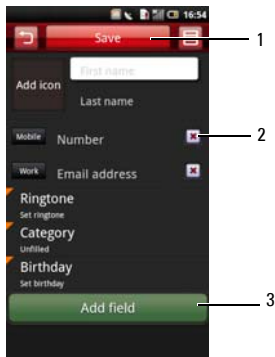 16:54
Save
1
Add icon
First name
Last name
Mobile
Number
2
Work
Email address
Ringtone
Set ringtone
Category
Unfilled
Birthday
Set birthday
Add field
3